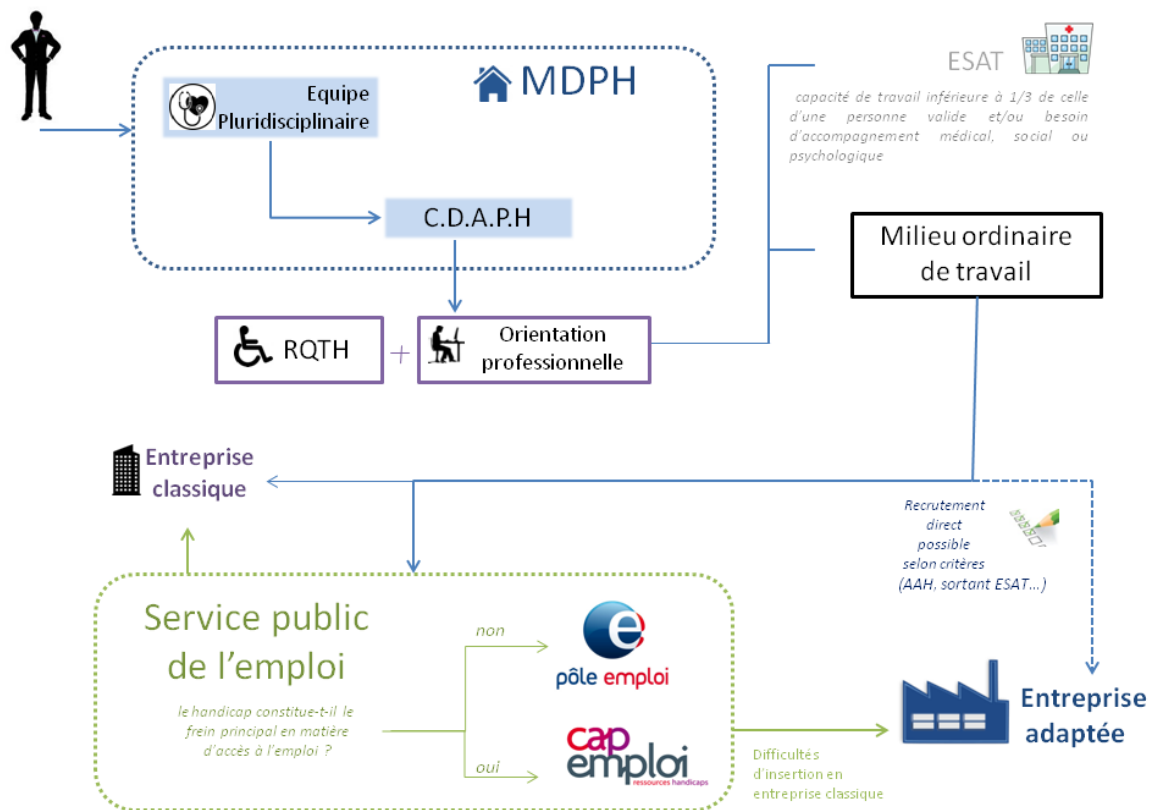 MDPH
Equipe
Pluridisciplinaire
C.D.A.P.H
ESAT
capacité de travail inférieure à 1/3 de celle
d'une personne valide et/ou besoin
d'accompagnement médical, social ou
psychologique
Milieu ordinaire
de travail
RQTH
+
Orientation
professionnelle
Entreprise
classique
Recrutement
direct
possible
selon critères
(AAH, sortant ESAT...)
Service public
de l'emploi
le handicap constitue-t-il le
frein principal en matière
d'accès à l'emploi ?
non
e
pôle emploi
oui
cap
emploi
ressources handicaps
Difficultés
d'insertion en
entreprise classique
Entreprise
adaptée